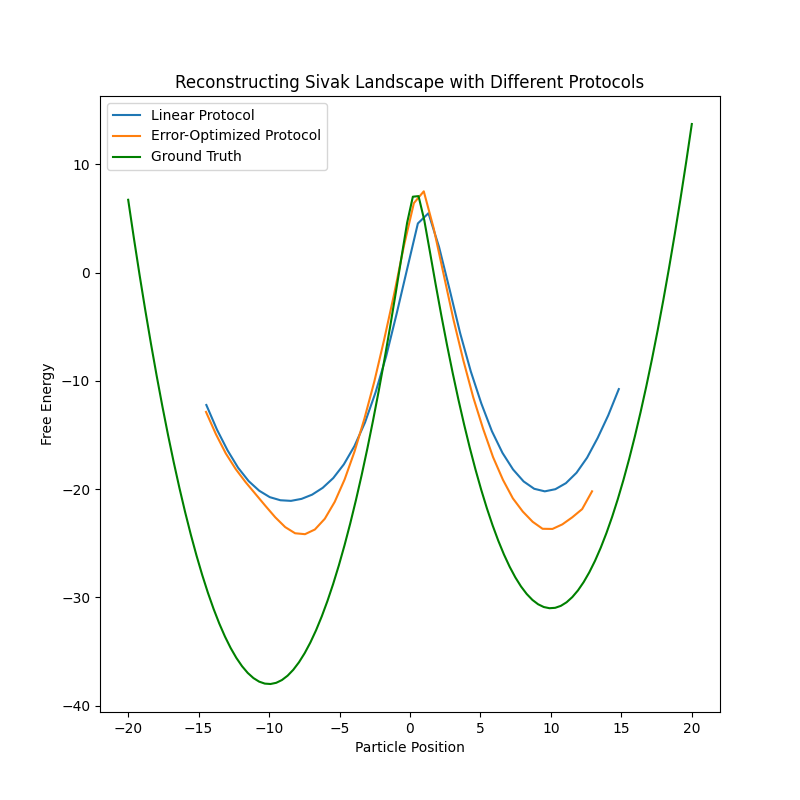 Reconstructing Sivak Landscape with Different Protocols
Linear Protocol
Error-Optimized Protocol
Ground Truth
10
0
−10
−20
−30
−40
Free Energy
−20 −15 −10 −5 0 5 10 15 20
Particle Position